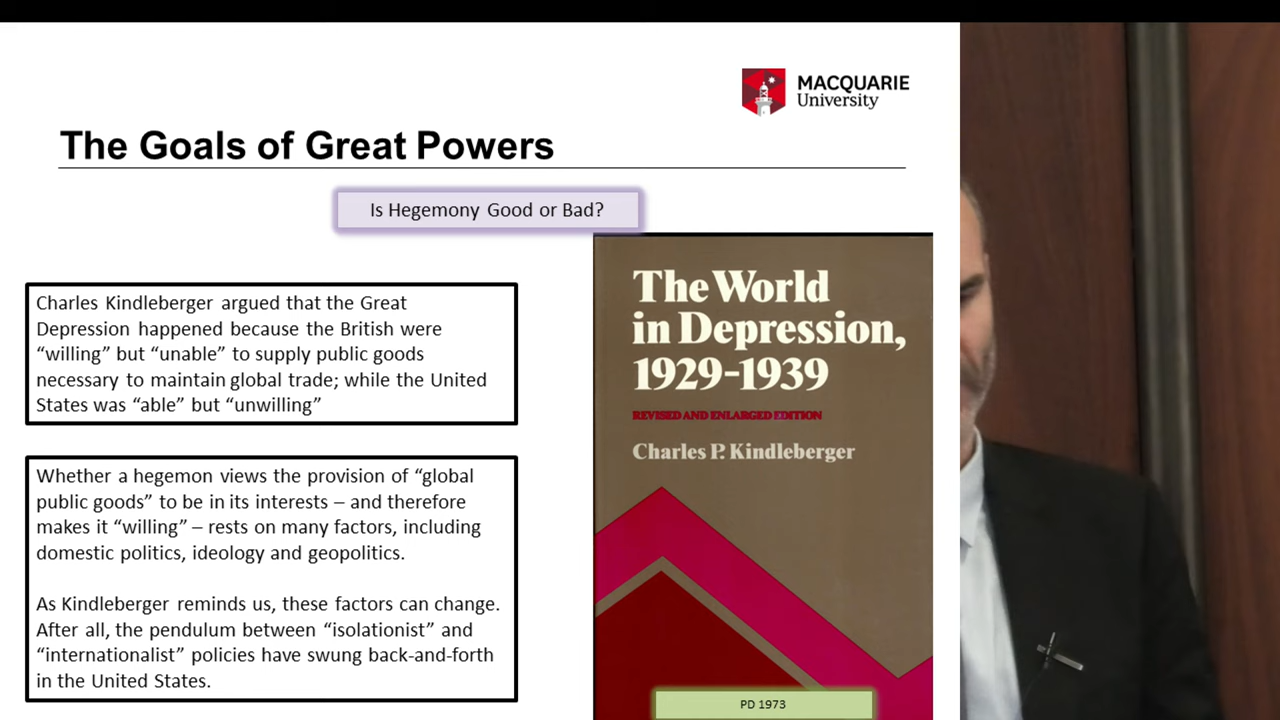 MACQUARIE
University
The Goals of Great Powers
Is Hegemony Good or Bad?
Charles Kindleberger argued that the Great
Depression happened because the British were
“willing” but “unable” to supply public goods
necessary to maintain global trade; while the United
States was “able” but “unwilling”
Whether a hegemon views the provision of “global
public goods” to be in its interests – and therefore
makes it “willing” – rests on many factors, including
domestic politics, ideology and geopolitics.
As Kindleberger reminds us, these factors can change.
After all, the pendulum between “isolationist” and
“internationalist” policies have swung back-and-forth
in the United States.
The World
in Depression,
1929-1939
REVISED AND ENLARGED EDITION
Charles P. Kindleberger
PD 1973